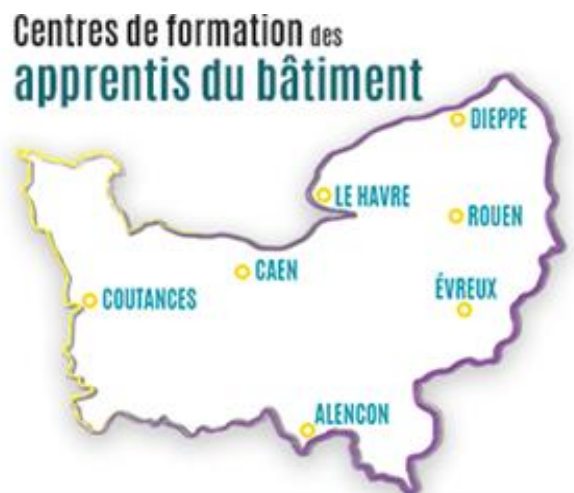 Centres de formation des
apprentis du bâtiment
DIEPPE
LE HAVRE
ROUEN
CAEN
ÉVREUX
COUTANCES
ALENCON